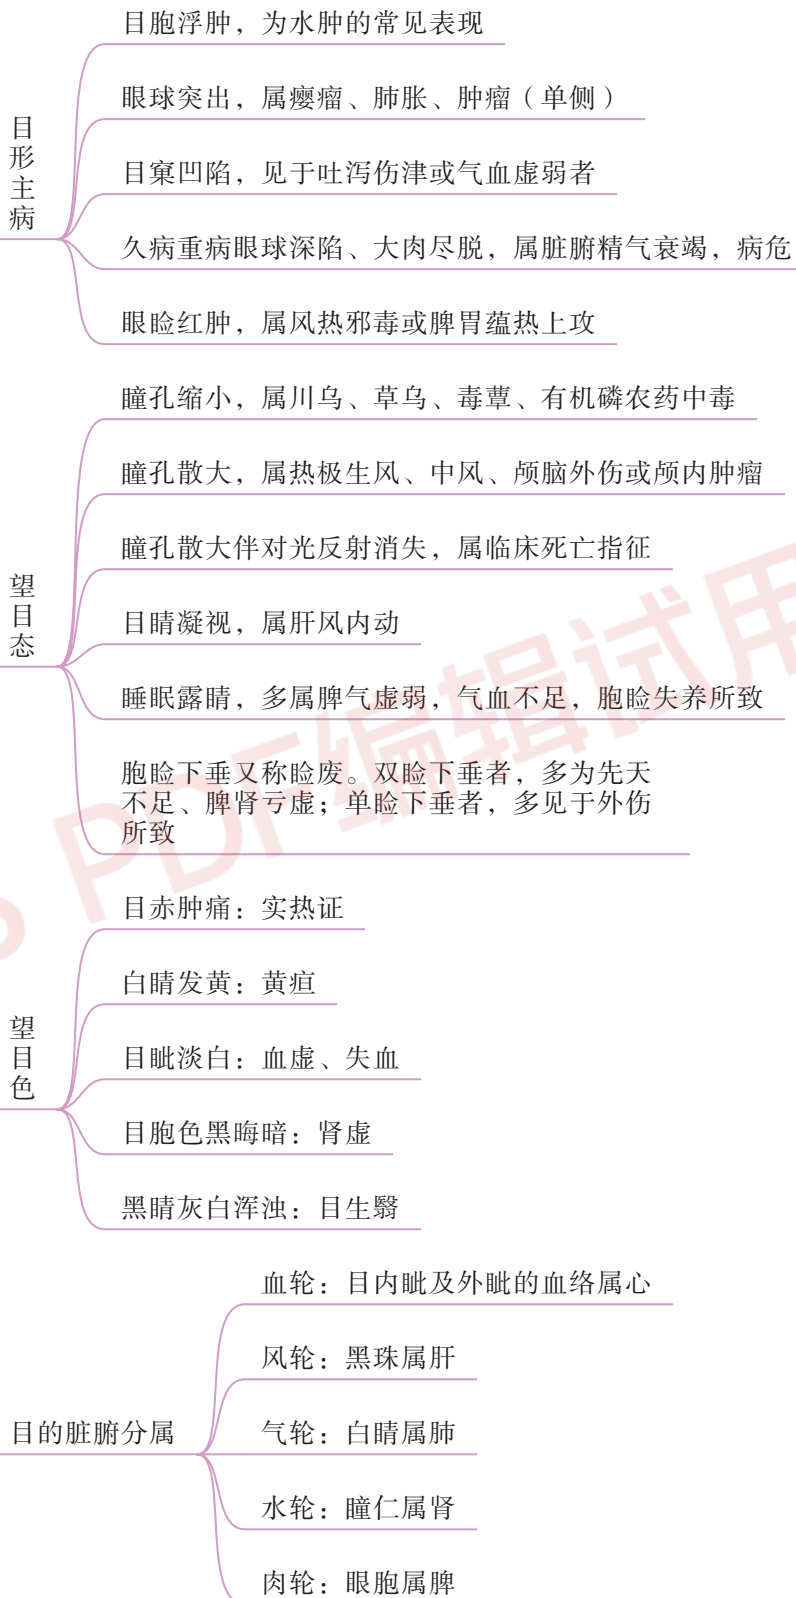 目形主病
目胞浮肿，为水肿的常见表现
眼球突出，属瘿瘤、肺胀、肿瘤（单侧）
目窠凹陷，见于吐泻伤津或气血虚弱者
久病重病眼球深陷、大肉尽脱，属脏腑精气衰竭，病危
眼睑红肿，属风热邪毒或脾胃蕴热上攻
望目态
瞳孔缩小，属川乌、草乌、毒蕈、有机磷农药中毒
瞳孔散大，属热极生风、中风、颅脑外伤或颅内肿瘤
瞳孔散大伴对光反射消失，属临床死亡指征
目睛凝视，属肝风内动
睡眠露睛，多属脾气虚弱，气血不足，胞睑失养所致
胞睑下垂又称睑废。双睑下垂者，多为先天
不足、脾肾亏虚；单睑下垂者，多见于外伤
所致
望目色
目赤肿痛：实热证
白睛发黄：黄疸
目眦淡白：血虚、失血
目胞色黑晦暗：肾虚
黑睛灰白浑浊：目生翳
目的脏腑分属
血轮：目内眦及外眦的血络属心
风轮：黑珠属肝
气轮：白睛属肺
水轮：瞳仁属肾
肉轮：眼胞属脾
PDF编辑试用